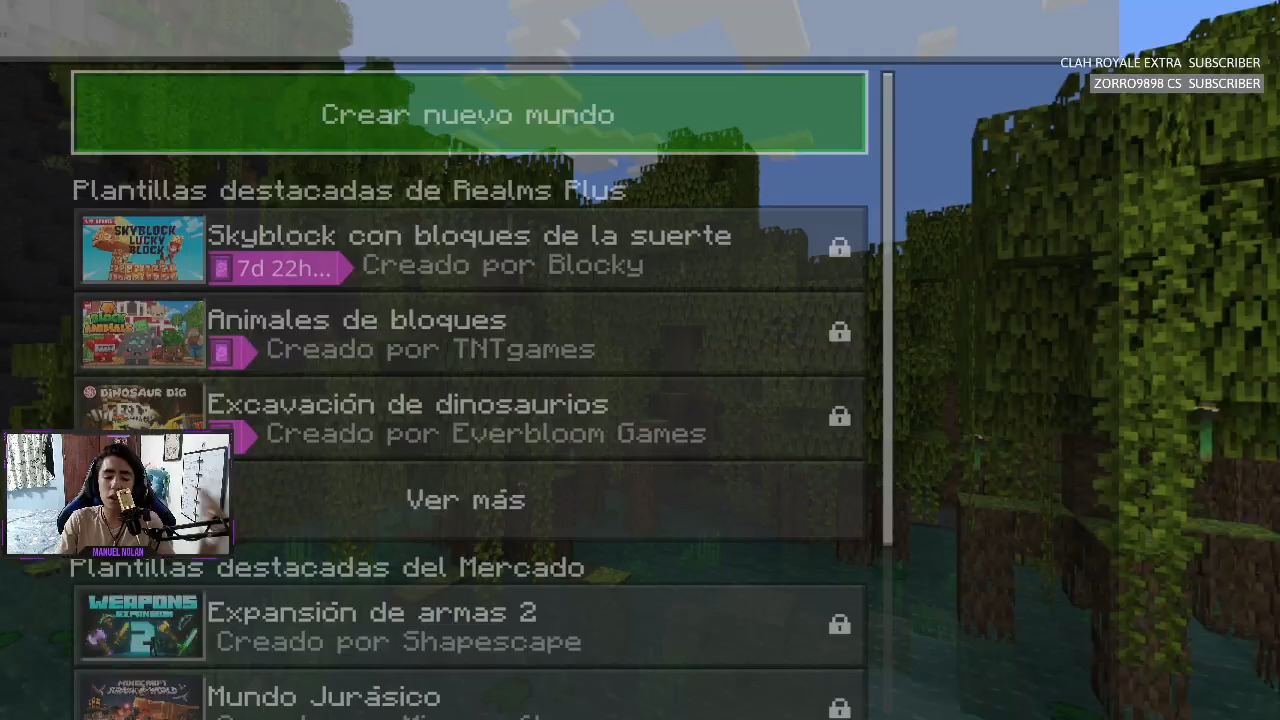 CLAH ROYALE EXTRA SUBSCRIBER
ZORRO9898 CS SUBSCRIBER
Crear nuevo mundo
Plantillas destacadas de Realms Plus
SKYBLOCK
LUCKY
BLOCK
Skyblock con bloques de la suerte
7d 22h... Creado por Blocky
BLOCK
ANIMALS
Animales de bloques
Creado por TNTgames
DINOSAUR DIG
Excavación de dinosaurios
Creado por Everbloom Games
Ver más
MANUEL NOLAN
Plantillas destacadas del Mercado
WEAPONS
EXPANSION
2
Expansión de armas 2
Creado por Shapescape
MINECRAFT
JURASSIC WORLD
Mundo Jurásico